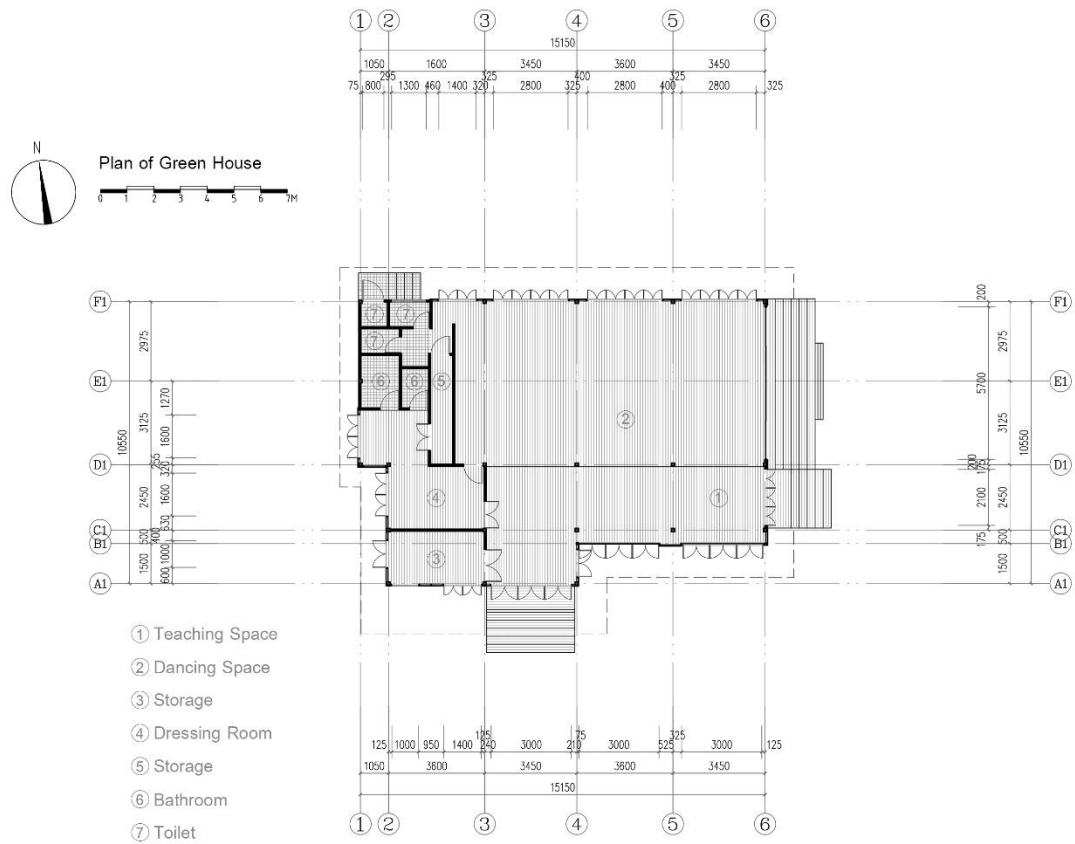 1 2 3 4 5 6
15150
1050 1600 3450 3600 3450
295 325 400 325
75 800 1300 460 1400 320 2800 325 2800 400 2800 325
N
Plan of Green House
0 1 2 3 4 5 6 7M
F1 F1
2975 200 2975
7 7
7
E1 E1
6 6 5
10550 3125 1270 1600 5700 3125 10550
2
255 320
D1 D1
200 175
2450 1600 2100 2450
4 1
630
C1 C1
400 500 175 500
B1 B1
1500 1000 1500
3
600
A1 A1
1 Teaching Space
2 Dancing Space
3 Storage
4 Dressing Room
5 Storage
6 Bathroom
7 Toilet
125 75 325
125 1000 950 1400 240 3000 210 3000 525 3000 125
1050 3600 3450 3600 3450
15150
1 2 3 4 5 6